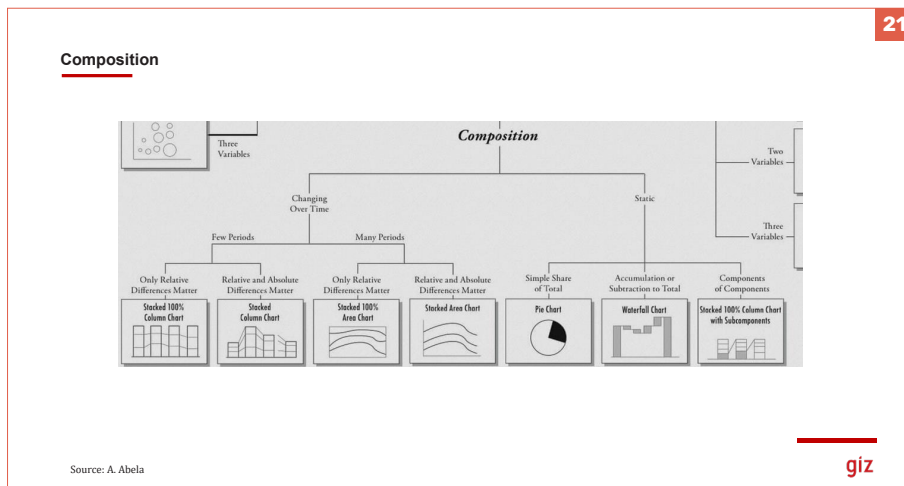 21
Composition
Composition
Three
Variables
Two
Variables
Changing
Over Time
Static
Three
Variables
Few Periods
Many Periods
Only Relative
Differences Matter
Relative and Absolute
Differences Matter
Only Relative
Differences Matter
Relative and Absolute
Differences Matter
Simple Share
of Total
Accumulation or
Subtraction to Total
Components
of Components
Stacked 100%
Column Chart
Stacked
Column Chart
Stacked 100%
Area Chart
Stacked Area Chart
Pie Chart
Waterfall Chart
Stacked 100% Column Chart
with Subcomponents
Source: A. Abela
giz